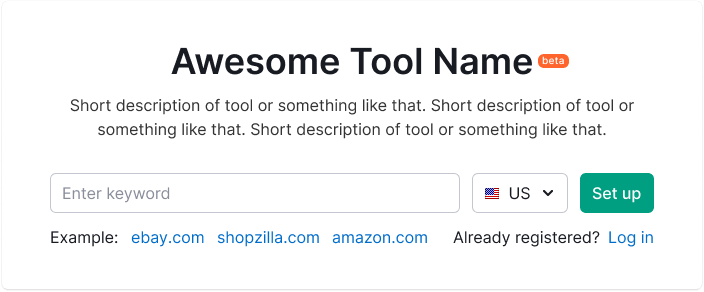 Awesome Tool Name beta
Short description of tool or something like that. Short description of tool or
something like that. Short description of tool or something like that.
Enter keyword US Set up
Example: ebay.com shopzilla.com amazon.com Already registered? Log in